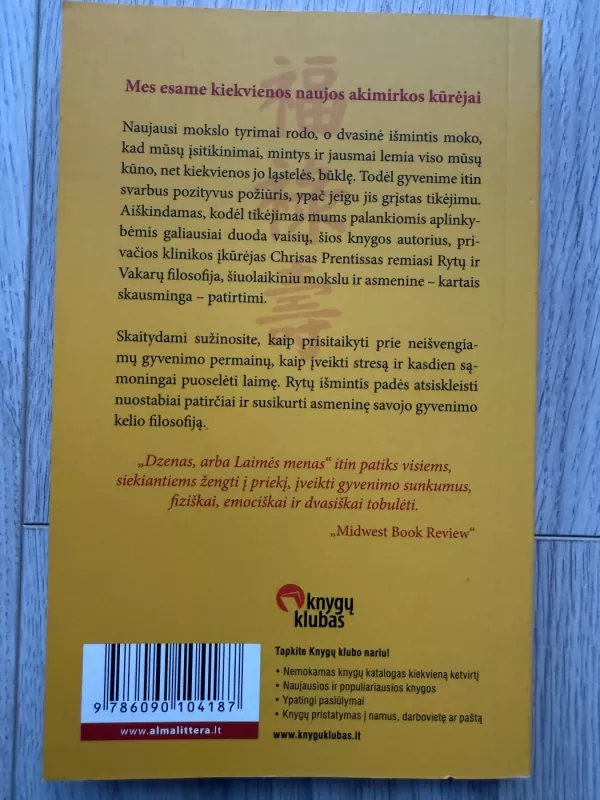 Mes esame kiekvienos naujos akimirkos kūrėjai
福
祿
壽
Naujausi mokslo tyrimai rodo, o dvasinė išmintis moko,
kad mūsų įsitikinimai, mintys ir jausmai lemia viso mūsų
kūno, net kiekvienos jo ląstelės, būklę. Todėl gyvenime itin
svarbus pozityvus požiūris, ypač jeigu jis grįstas tikėjimu.
Aiškindamas, kodėl tikėjimas mums palankiomis aplinky-
bėmis galiausiai duoda vaisių, šios knygos autorius, pri-
vačios klinikos įkūrėjas Chrisas Prentissas remiasi Rytų ir
Vakarų filosofija, šiuolaikiniu mokslu ir asmenine – kartais
skausminga – patirtimi.
Skaitydami sužinosite, kaip prisitaikyti prie neišvengia-
mų gyvenimo permainų, kaip įveikti stresą ir kasdien są-
moningai puoselėti laimę. Rytų išmintis padės atsiskleisti
nuostabiai patirčiai ir susikurti asmeninę savojo gyvenimo
kelio filosofiją.
„Dzenas, arba Laimės menas“ itin patiks visiems,
siekiantiems žengti į priekį, įveikti gyvenimo sunkumus,
fiziškai, emociškai ir dvasiškai tobulėti.
„Midwest Book Review“
knygų
klubas
Tapkite Knygų klubo nariu!
• Nemokamas knygų katalogas kiekvieną ketvirtį
• Naujausios ir populiariausios knygos
• Ypatingi pasiūlymai
• Knygų pristatymas į namus, darbovietę ar paštą
www.knyguklubas.lt
9 786090 104187
www.almalittera.lt